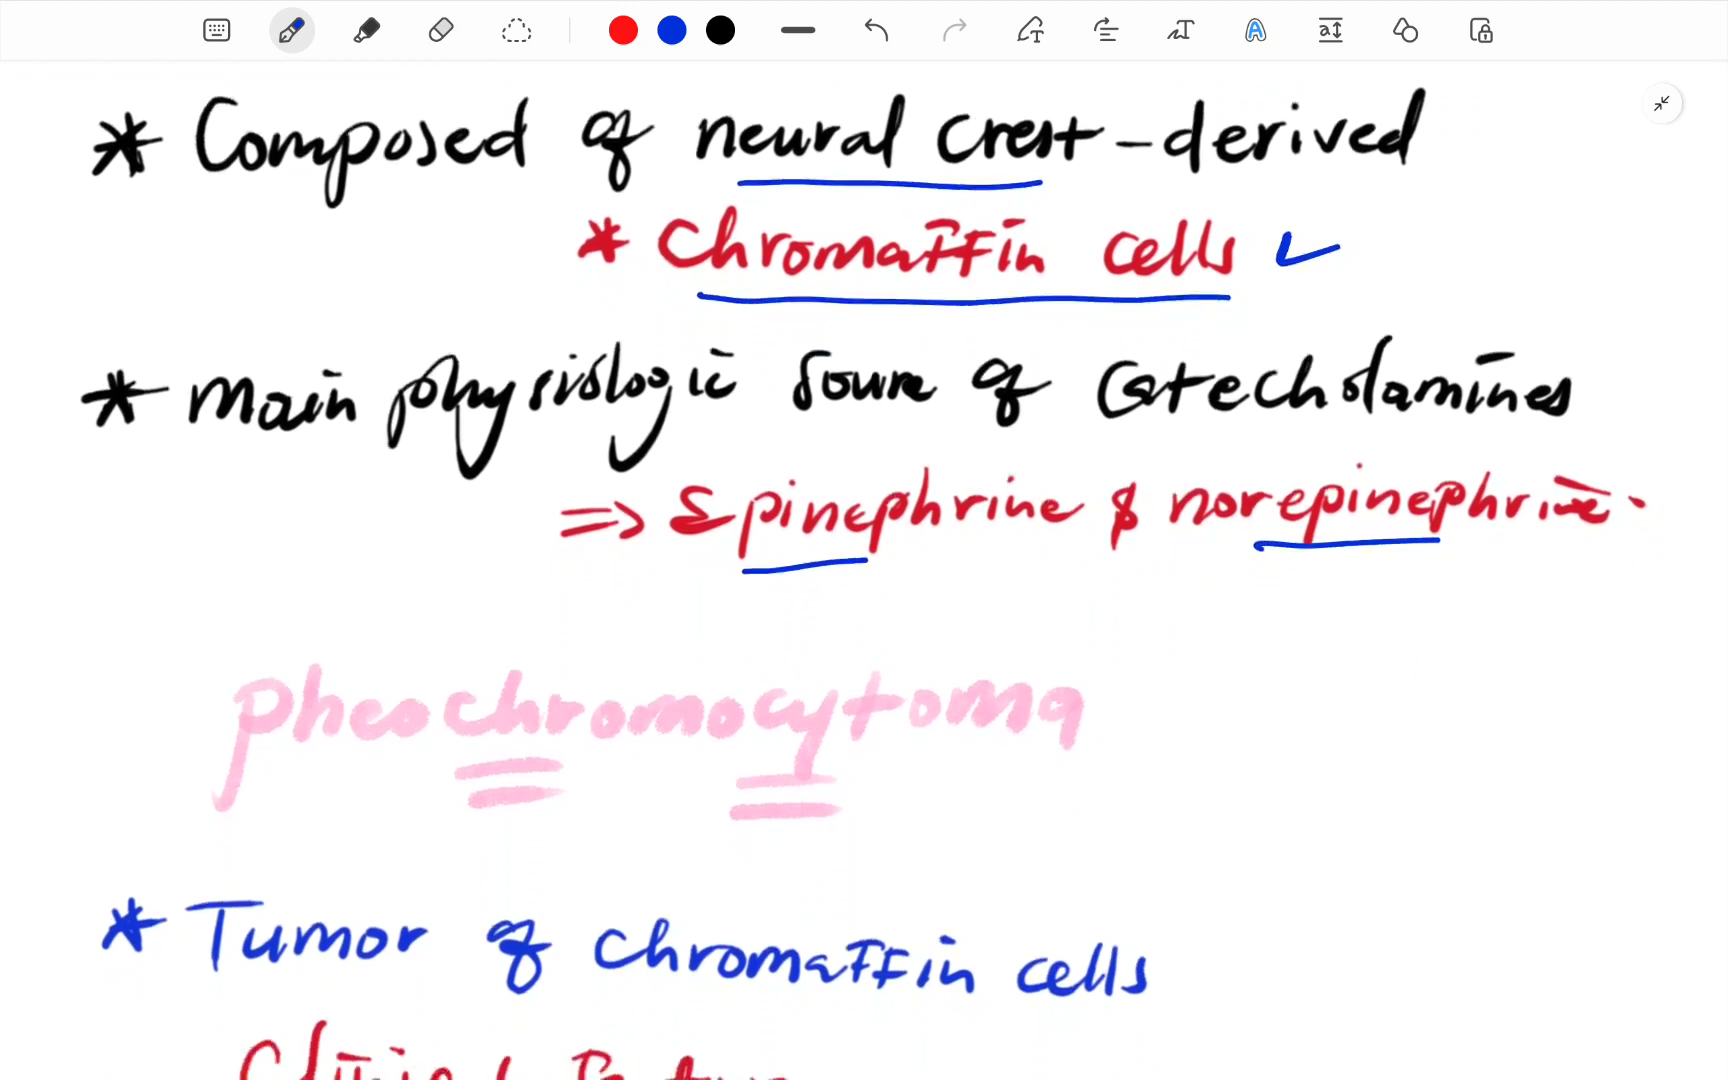 * Composed of neural crest-derived
* Chromaffin cells ✓
* Main physiologic source of Catecholamines
=> Epinephrine & norepinephrine.
pheochromocytoma
* Tumor of chromaffin cells
Clinical